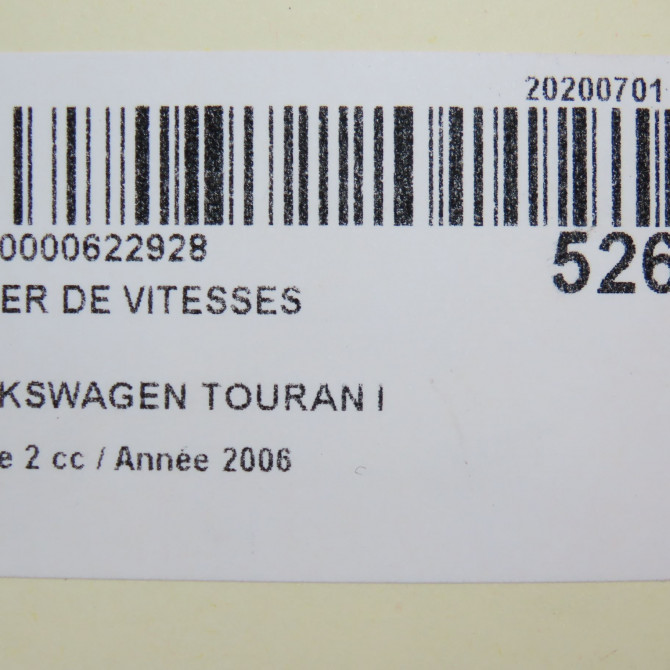 20200701
0000622928
526
ER DE VITESSES
KSWAGEN TOURAN I
e 2 cc / Année 2006